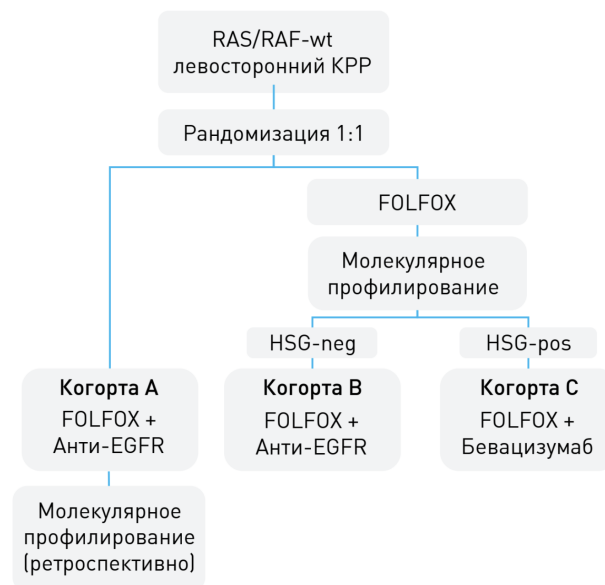 RAS/RAF-wt
левосторонний КРР
Рандомизация 1:1
FOLFOX
Молекулярное
профилирование
HSG-neg
HSG-pos
Когорта A
FOLFOX +
Анти-EGFR
Когорта B
FOLFOX +
Анти-EGFR
Когорта C
FOLFOX +
Бевацизумаб
Молекулярное
профилирование
(ретроспективно)